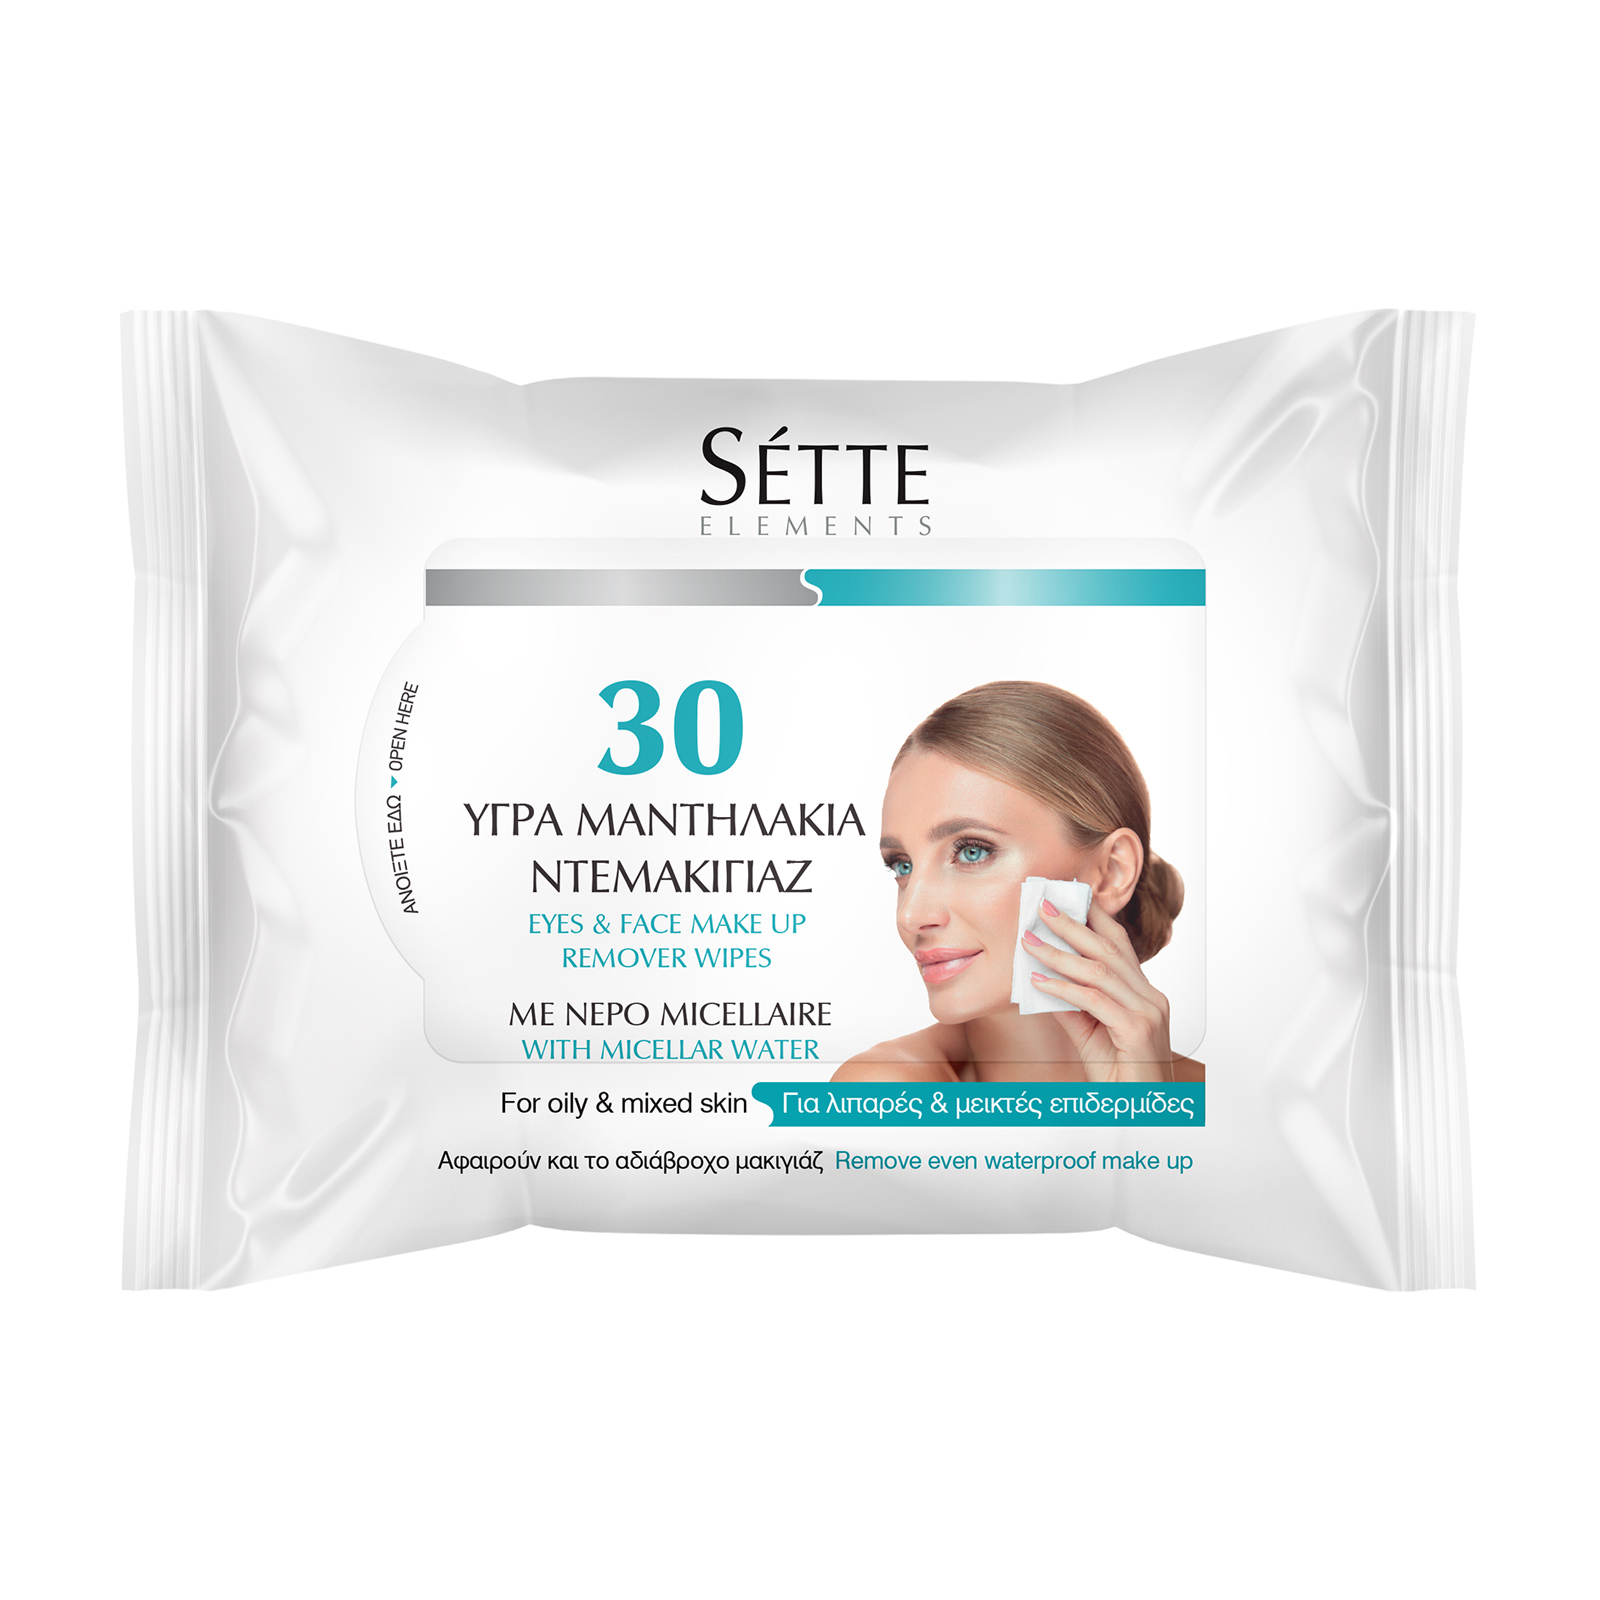 SÉTTE
ELEMENTS
ΑΝΟΙΞΤΕ ΕΔΩ OPEN HERE
30
ΥΓΡΑ ΜΑΝΤΗΛΑΚΙΑ
ΝΤΕΜΑΚΙΓΙΑΖ
EYES & FACE MAKE UP
REMOVER WIPES
ΜΕ ΝΕΡΟ MICELLAIRE
WITH MICELLAR WATER
For oily & mixed skin Για λιπαρές & μεικτές επιδερμίδες
Αφαιρούν και το αδιάβροχο μακιγιάζ Remove even waterproof make up